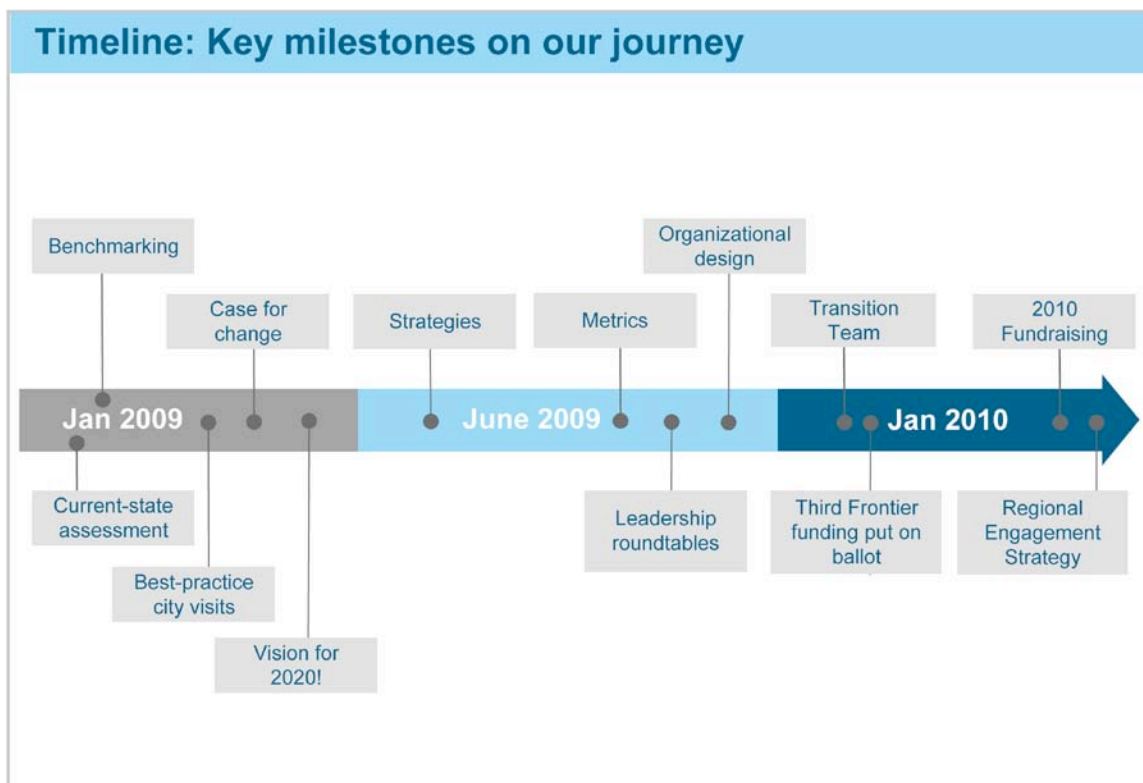 Timeline: Key milestones on our journey
Benchmarking
Case for
change
Strategies
Metrics
Organizational
design
Transition
Team
2010
Fundraising
Jan 2009
June 2009
Jan 2010
Current-state
assessment
Best-practice
city visits
Vision for
2020!
Leadership
roundtables
Third Frontier
funding put on
ballot
Regional
Engagement
Strategy